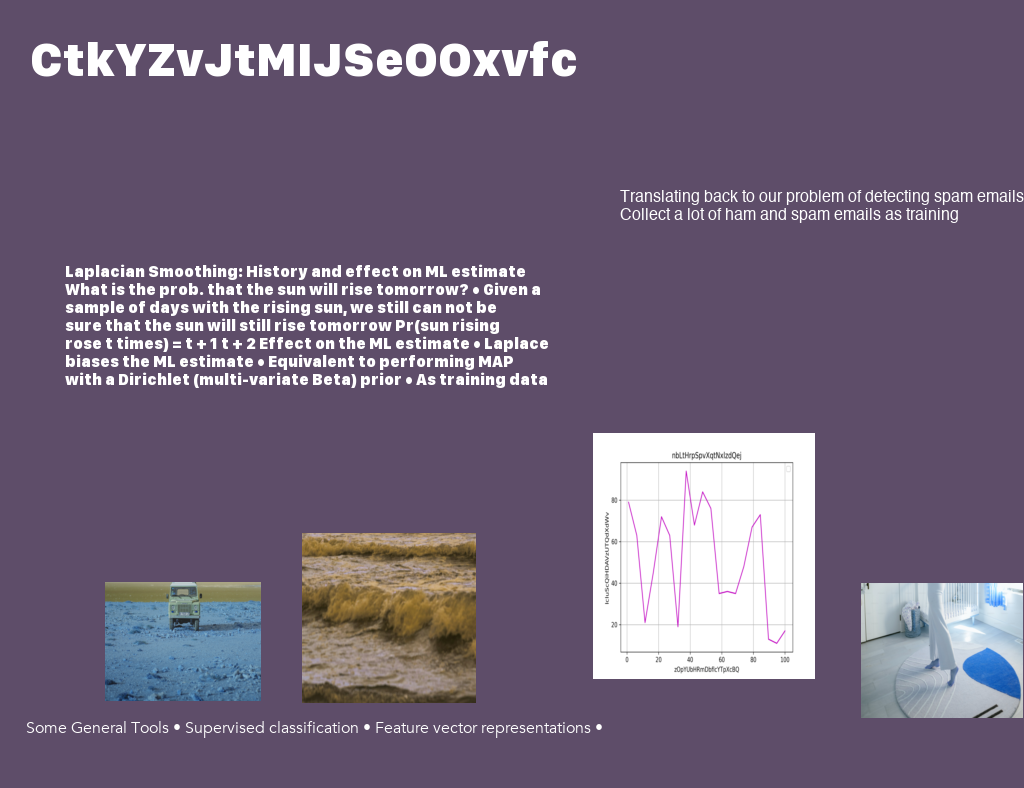 CtkYZvJtMIJSeOOxvfc
Translating back to our problem of detecting spam emails
Collect a lot of ham and spam emails as training
Laplacian Smoothing: History and effect on ML estimate
What is the prob. that the sun will rise tomorrow? • Given a
sample of days with the rising sun, we still can not be
sure that the sun will still rise tomorrow Pr(sun rising
rose t times) = t + 1 t + 2 Effect on the ML estimate • Laplace
biases the ML estimate • Equivalent to performing MAP
with a Dirichlet (multi-variate Beta) prior • As training data
nbLtHrpSpvXqtNxlzdQej
80
60
40
20
0 20 40 60 80 100
zOpYUbHRmDbflcYTpXcBQ
Some General Tools • Supervised classification • Feature vector representations •